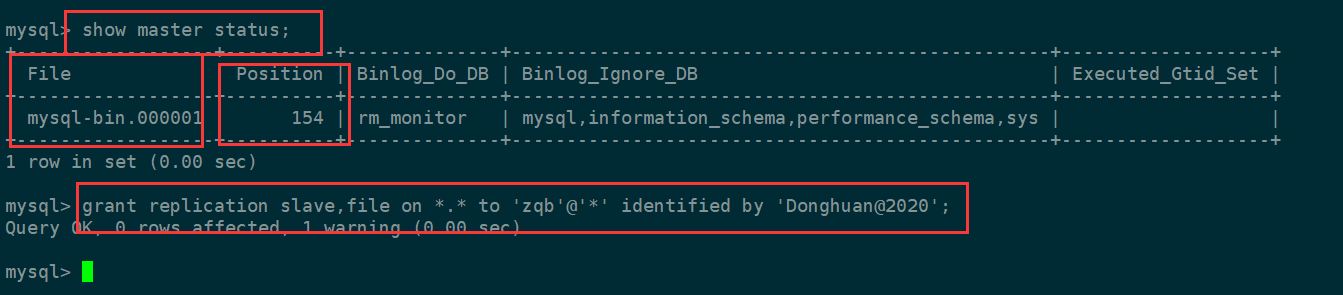 mysql> show master status;
File | Position | Binlog_Do_DB | Binlog_Ignore_DB | Executed_Gtid_Set |
mysql-bin.000001 | 154 | rm_monitor | mysql,information_schema,performance_schema,sys | |
1 row in set (0.00 sec)
mysql> grant replication slave,file on *.* to 'zqb'@'*' identified by 'Donghuan@2020';
Query OK, 0 rows affected, 1 warning (0.00 sec)
mysql>